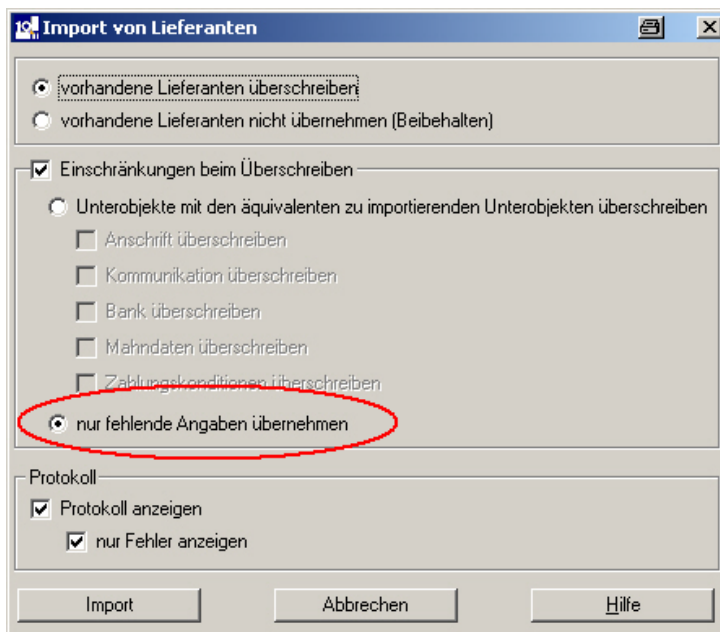 Import von Lieferanten
vorhandene Lieferanten überschreiben
vorhandene Lieferanten nicht übernehmen (Beibehalten)
Einschränkungen beim Überschreiben
Unterobjekte mit den äquivalenten zu importierenden Unterobjekten überschreiben
Anschrift überschreiben
Kommunikation überschreiben
Bank überschreiben
Mahndaten überschreiben
Zahlungskonditionen überschreiben
nur fehlende Angaben übernehmen
Protokoll
Protokoll anzeigen
nur Fehler anzeigen
Import Abbrechen Hilfe